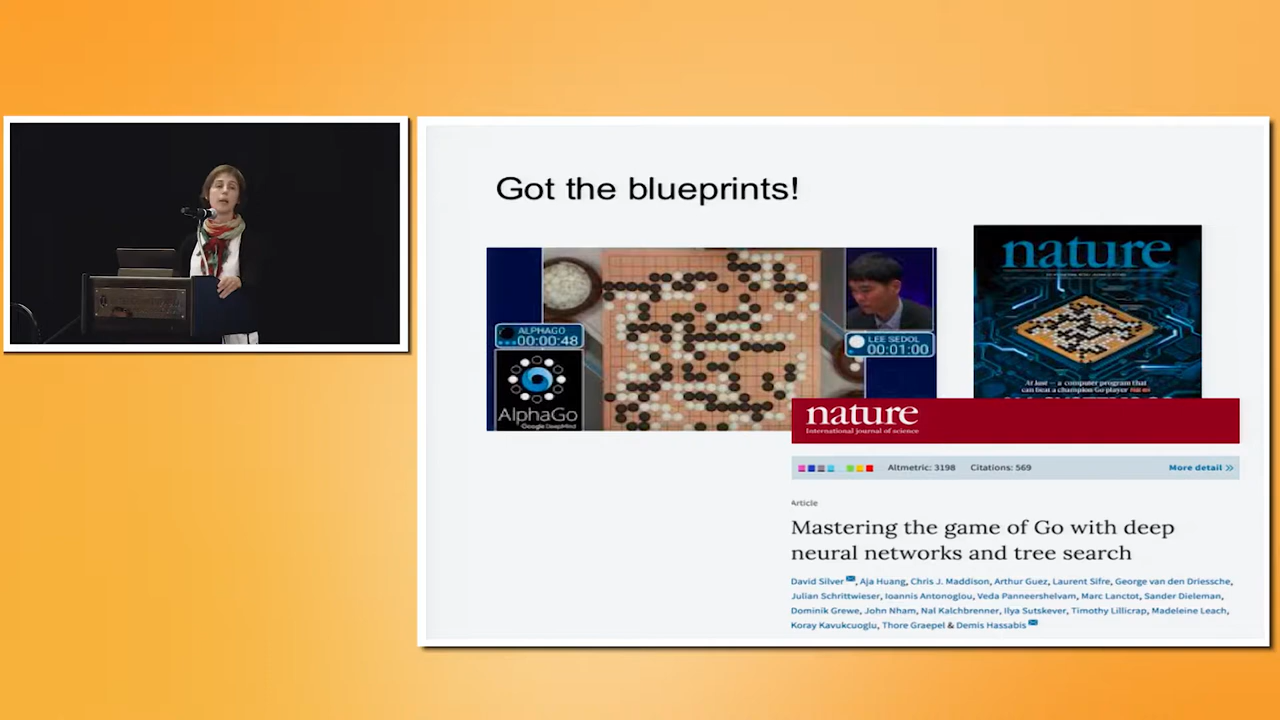 Got the blueprints!
nature
ALPHAGO
00:00:48
LEE SEDOL
00:01:00
AlphaGo
Google DeepMind
At last — a computer program that
can beat a champion Go player
nature
International journal of science
Altmetric: 3198 Citations: 569 More detail »
Article
Mastering the game of Go with deep
neural networks and tree search
David Silver, Aja Huang, Chris J. Maddison, Arthur Guez, Laurent Sifre, George van den Driessche,
Julian Schrittwieser, Ioannis Antonoglou, Veda Panneershelvam, Marc Lanctot, Sander Dieleman,
Dominik Grewe, John Nham, Nal Kalchbrenner, Ilya Sutskever, Timothy Lillicrap, Madeleine Leach,
Koray Kavukcuoglu, Thore Graepel & Demis Hassabis